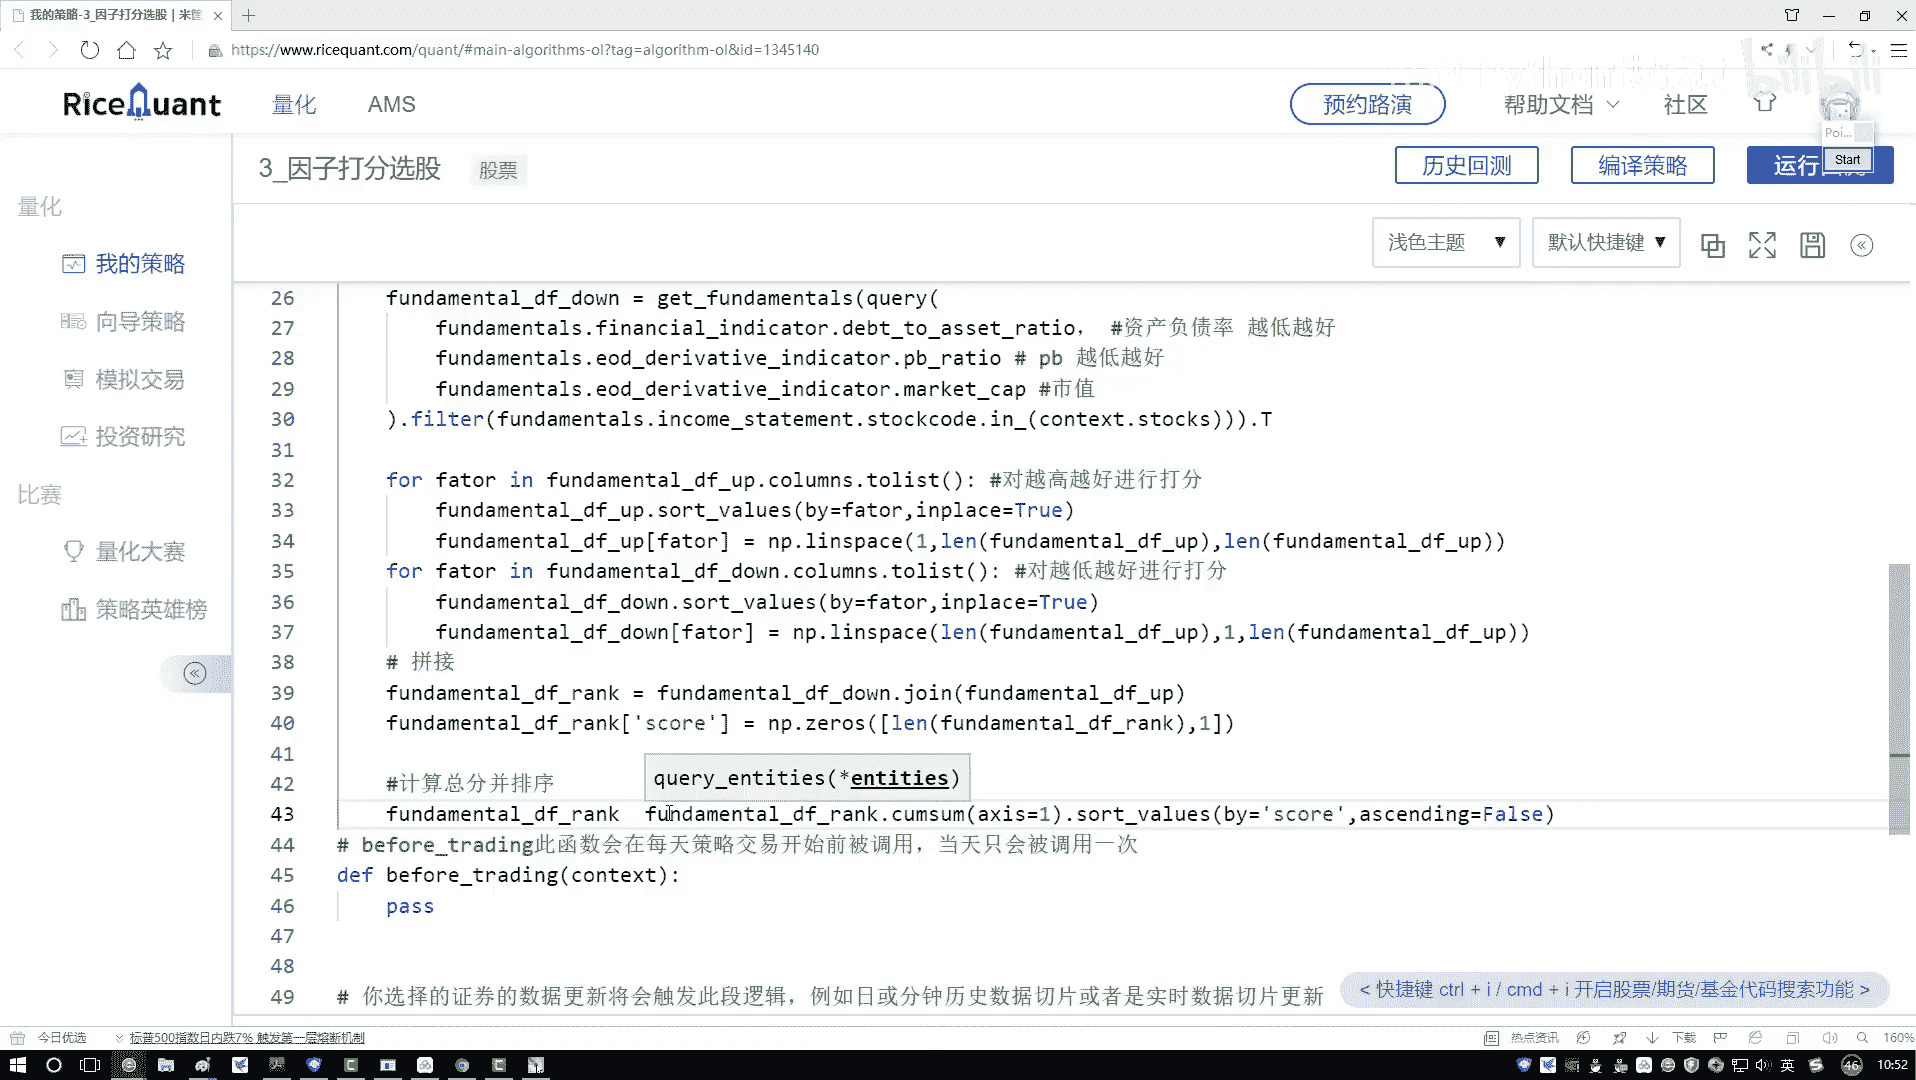 我的策略-3_因子打分选股 | 米筐
https://www.ricequant.com/quant/#main-algorithms-ol?tag=algorithm-ol&id=1345140
RiceQuant 量化 AMS 预约路演 帮助文档 社区
Poi...
Start
3_因子打分选股 股票 历史回测 编译策略 运行
量化
我的策略
向导策略
模拟交易
投资研究
比赛
量化大赛
策略英雄榜
浅色主题 默认快捷键
26 fundamental_df_down = get_fundamentals(query(
27 fundamentals.financial_indicator.debt_to_asset_ratio， #资产负债率 越低越好
28 fundamentals.eod_derivative_indicator.pb_ratio # pb 越低越好
29 fundamentals.eod_derivative_indicator.market_cap #市值
30 ).filter(fundamentals.income_statement.stockcode.in_(context.stocks))).T
31
32 for fator in fundamental_df_up.columns.tolist(): #对越高越好进行打分
33 fundamental_df_up.sort_values(by=fator,inplace=True)
34 fundamental_df_up[fator] = np.linspace(1,len(fundamental_df_up),len(fundamental_df_up))
35 for fator in fundamental_df_down.columns.tolist(): #对越低越好进行打分
36 fundamental_df_down.sort_values(by=fator,inplace=True)
37 fundamental_df_down[fator] = np.linspace(len(fundamental_df_up),1,len(fundamental_df_up))
38 # 拼接
39 fundamental_df_rank = fundamental_df_down.join(fundamental_df_up)
40 fundamental_df_rank['score'] = np.zeros([len(fundamental_df_rank),1])
41
query_entities(*entities)
42 #计算总分并排序
43 fundamental_df_rank fundamental_df_rank.cumsum(axis=1).sort_values(by='score',ascending=False)
44 # before_trading此函数会在每天策略交易开始前被调用，当天只会被调用一次
45 def before_trading(context):
46 pass
47
48
49 # 你选择的证券的数据更新将会触发此段逻辑，例如日或分钟历史数据切片或者是实时数据切片更新
< 快捷键 ctrl + i / cmd + i 开启股票/期货/基金代码搜索功能 >
今日优选 标普500指数日内跌7% 触发第一层熔断机制 热点资讯 下载 160%
英 46 10:52